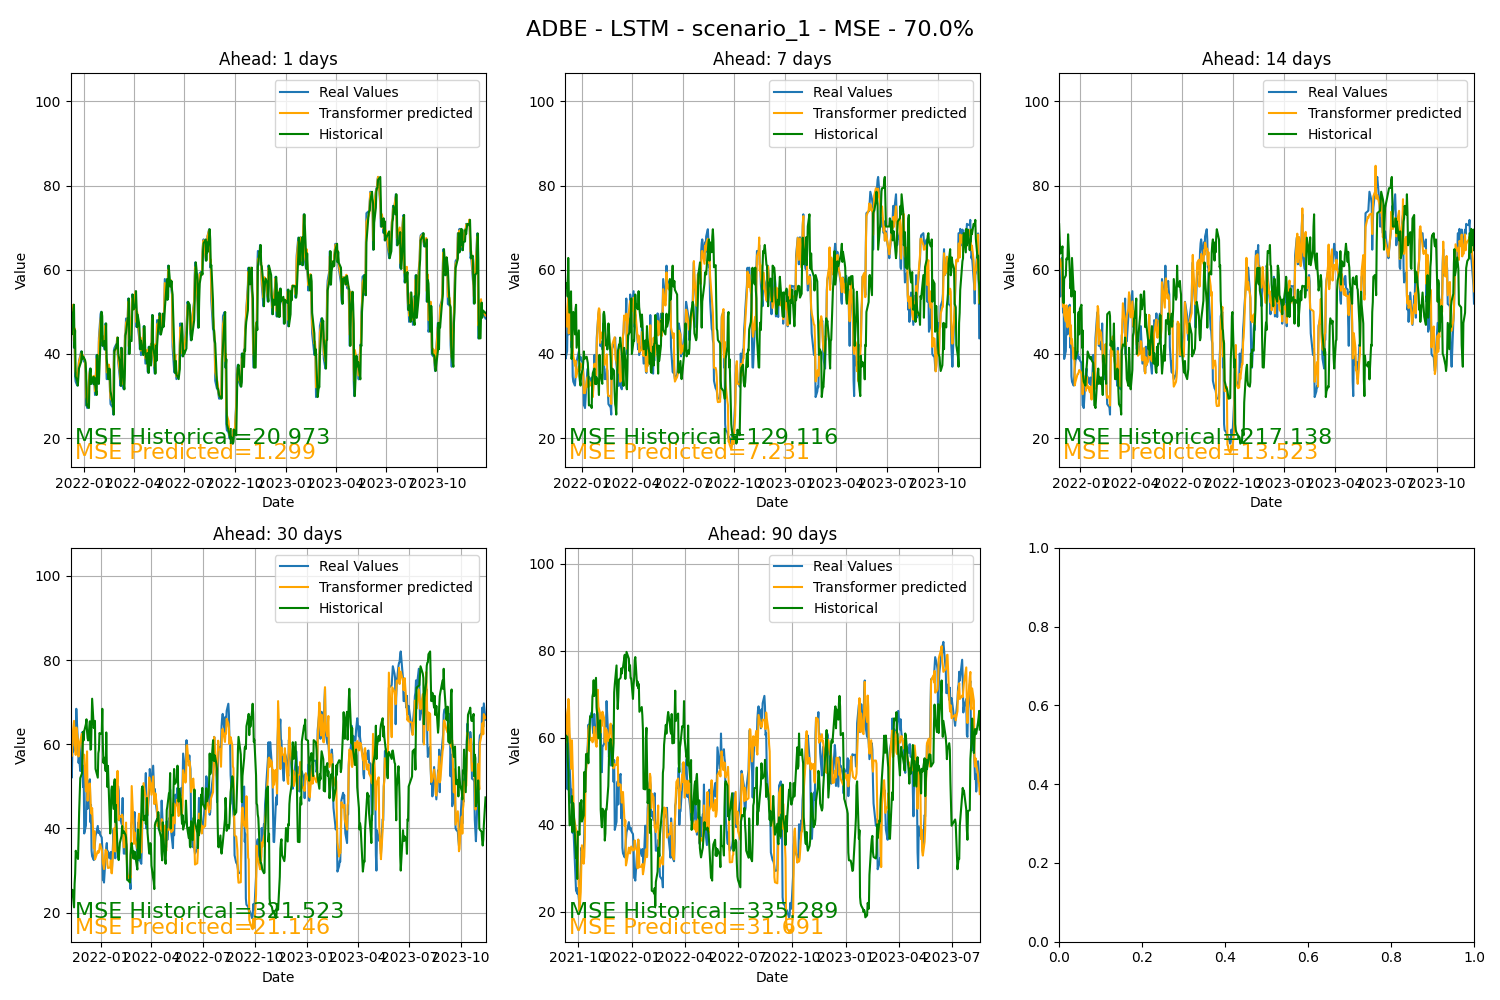 ADBE - LSTM - scenario_1 - MSE - 70.0%
Ahead: 1 days
Value
100
80
60
40
20
Real Values
Transformer predicted
Historical
MSE Historical=20.973
MSE Predicted=1.299
2022-01 2022-04 2022-07 2022-10 2023-01 2023-04 2023-07 2023-10
Date
Ahead: 7 days
Value
100
80
60
40
20
Real Values
Transformer predicted
Historical
MSE Historical=129.116
MSE Predicted=7.231
2022-01 2022-04 2022-07 2022-10 2023-01 2023-04 2023-07 2023-10
Date
Ahead: 14 days
Value
100
80
60
40
20
Real Values
Transformer predicted
Historical
MSE Historical=217.138
MSE Predicted=13.523
2022-01 2022-04 2022-07 2022-10 2023-01 2023-04 2023-07 2023-10
Date
Ahead: 30 days
Value
100
80
60
40
20
Real Values
Transformer predicted
Historical
MSE Historical=321.523
MSE Predicted=21.146
2022-01 2022-04 2022-07 2022-10 2023-01 2023-04 2023-07 2023-10
Date
Ahead: 90 days
Value
100
80
60
40
20
Real Values
Transformer predicted
Historical
MSE Historical=335.289
MSE Predicted=31.691
2021-10 2022-01 2022-04 2022-07 2022-10 2023-01 2023-04 2023-07
Date
1.0
0.8
0.6
0.4
0.2
0.0
0.0 0.2 0.4 0.6 0.8 1.0